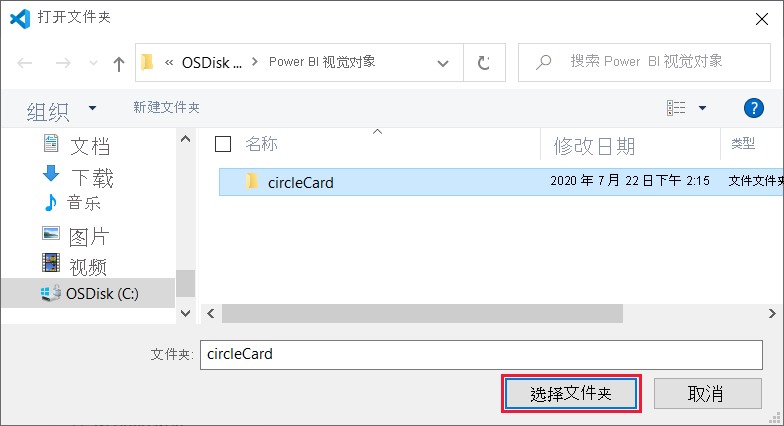 打开文件夹
« OSDisk ... > Power BI 视觉对象
搜索 Power BI 视觉对象
组织 新建文件夹 ?
文档
下载
音乐
图片
视频
OSDisk (C:)
名称 修改日期 类型
circleCard 2020 年 7 月 22 日下午 2:15 文件文件夹
文件夹: circleCard
选择文件夹 取消